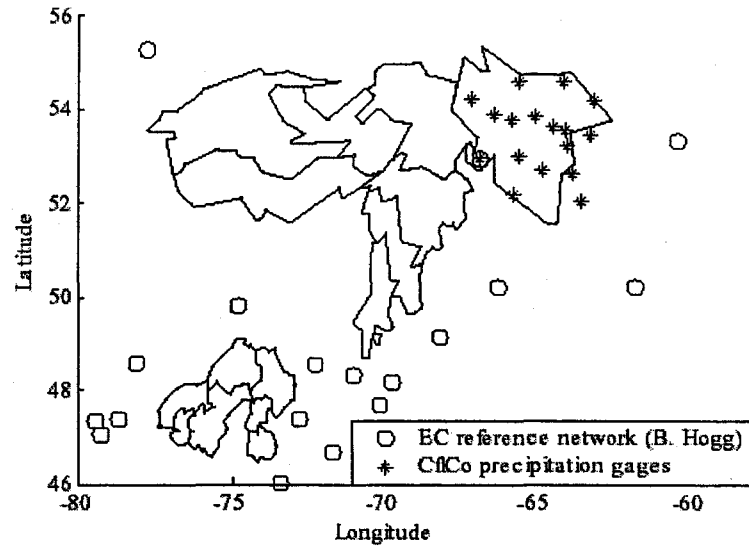 56
54
52
50
48
46
Latitude
-80
-75
-70
-65
-60
Longitude
EC reference network (B. Hogg)
CflCo precipitation gages